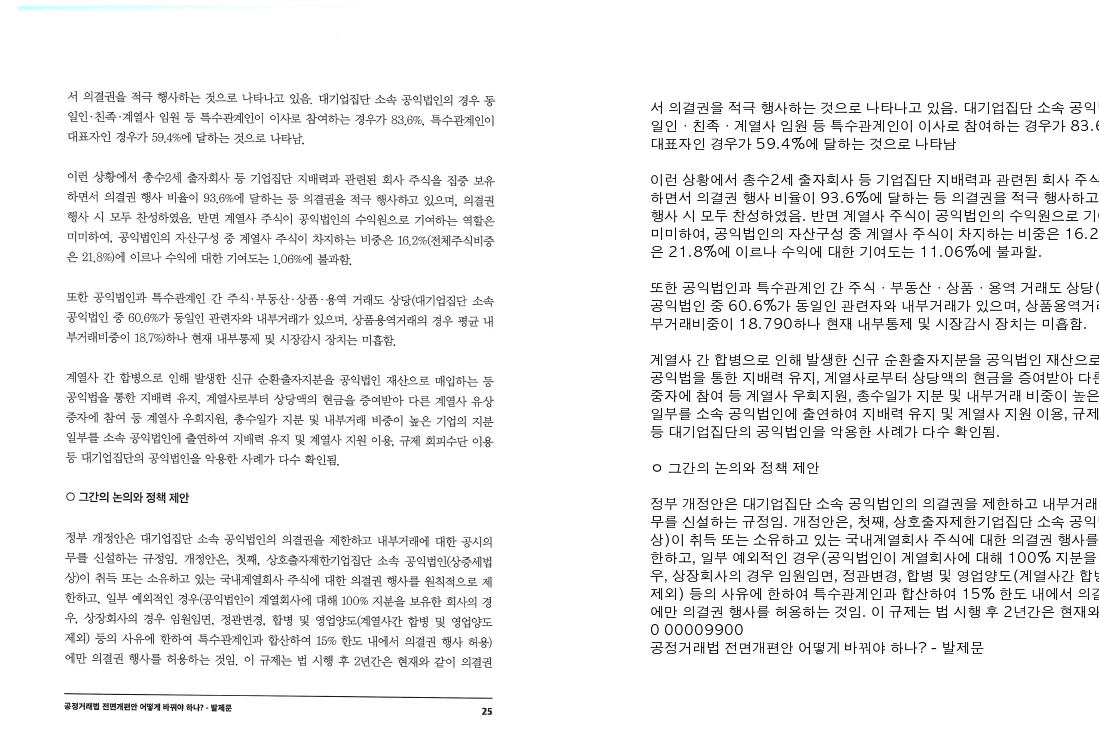 서 의결권을 적극 행사하는 것으로 나타나고 있음. 대기업집단 소속 공익법인의 경우 동
일인·친족·계열사 임원 등 특수관계인이 이사로 참여하는 경우가 83.6%, 특수관계인이
대표자인 경우가 59.4%에 달하는 것으로 나타남.
이런 상황에서 총수2세 출자회사 등 기업집단 지배력과 관련된 회사 주식을 집중 보유
하면서 의결권 행사 비율이 93.6%에 달하는 등 의결권을 적극 행사하고 있으며, 의결권
행사 시 모두 찬성하였음. 반면 계열사 주식이 공익법인의 수익원으로 기여하는 역할은
미미하여, 공익법인의 자산구성 중 계열사 주식이 차지하는 비중은 16.2%(전체주식비중
은 21.8%)에 이르나 수익에 대한 기여도는 1.06%에 불과함.
또한 공익법인과 특수관계인 간 주식·부동산·상품·용역 거래도 상당(대기업집단 소속
공익법인 중 60.6%가 동일인 관련자와 내부거래가 있으며, 상품용역거래의 경우 평균 내
부거래비중이 18.7%)하나 현재 내부통제 및 시장감시 장치는 미흡함.
계열사 간 합병으로 인해 발생한 신규 순환출자지분을 공익법인 재산으로 매입하는 등
공익법을 통한 지배력 유지, 계열사로부터 상당액의 현금을 증여받아 다른 계열사 유상
증자에 참여 등 계열사 우회지원, 총수일가 지분 및 내부거래 비중이 높은 기업의 지분
일부를 소속 공익법인에 출연하여 지배력 유지 및 계열사 지원 이용, 규제 회피수단 이용
등 대기업집단의 공익법인을 악용한 사례가 다수 확인됨.
○ 그간의 논의와 정책 제안
정부 개정안은 대기업집단 소속 공익법인의 의결권을 제한하고 내부거래에 대한 공시의
무를 신설하는 규정임. 개정안은, 첫째, 상호출자제한기업집단 소속 공익법인(상증세법
상)이 취득 또는 소유하고 있는 국내계열회사 주식에 대한 의결권 행사를 원칙적으로 제
한하고, 일부 예외적인 경우(공익법인이 계열회사에 대해 100% 지분을 보유한 회사의 경
우, 상장회사의 경우 임원임면, 정관변경, 합병 및 영업양도(계열사간 합병 및 영업양도
제외) 등의 사유에 한하여 특수관계인과 합산하여 15% 한도 내에서 의결권 행사 허용)
에만 의결권 행사를 허용하는 것임. 이 규제는 법 시행 후 2년간은 현재와 같이 의결권
공정거래법 전면개편안 어떻게 바꿔야 하나? - 발제문
25
서 의결권을 적극 행사하는 것으로 나타나고 있음. 대기업집단 소속 공익
일인 · 친족 · 계열사 임원 등 특수관계인이 이사로 참여하는 경우가 83.6
대표자인 경우가 59.4%에 달하는 것으로 나타남
이런 상황에서 총수2세 출자회사 등 기업집단 지배력과 관련된 회사 주식
하면서 의결권 행사 비율이 93.6%에 달하는 등 의결권을 적극 행사하고
행사 시 모두 찬성하였음. 반면 계열사 주식이 공익법인의 수익원으로 기여
미미하여, 공익법인의 자산구성 중 계열사 주식이 차지하는 비중은 16.2
은 21.8%에 이르나 수익에 대한 기여도는 11.06%에 불과할.
또한 공익법인과 특수관계인 간 주식 · 부동산 · 상품 · 용역 거래도 상당(
공익법인 중 60.6%가 동일인 관련자와 내부거래가 있으며, 상품용역거래
부거래비중이 18.790하나 현재 내부통제 및 시장감시 장치는 미흡함.
계열사 간 합병으로 인해 발생한 신규 순환출자지분을 공익법인 재산으로
공익법을 통한 지배력 유지, 계열사로부터 상당액의 현금을 증여받아 다른
중자에 참여 등 계열사 우회지원, 총수일가 지분 및 내부거래 비중이 높은
일부를 소속 공익법인에 출연하여 지배력 유지 및 계열사 지원 이옹, 규제
등 대기업집단의 공익법인을 악용한 사례가 다수 확인됨.
ㅇ 그간의 논의와 정책 제안
정부 개정안은 대기업집단 소속 공익법인의 의결권을 제한하고 내부거래
무를 신설하는 규정임. 개정안은, 첫째, 상호출자제한기업집단 소속 공익
상)이 취득 또는 소유하고 있는 국내계열회사 주식에 대한 의결권 행사를
한하고, 일부 예외적인 경우(공익법인이 계열회사에 대해 100% 지분을
우, 상장회사의 경우 임원임면, 정관변경, 합병 및 영업양도(계열사간 합병
제외) 등의 사유에 한하여 특수관계인과 합산하여 15% 한도 내에서 의결
에만 의결권 행사를 허용하는 것임. 이 규제는 법 시행 후 2년간은 현재와
0 00009900
공정거래법 전면개편안 어떻게 바꿔야 하나? - 발제문